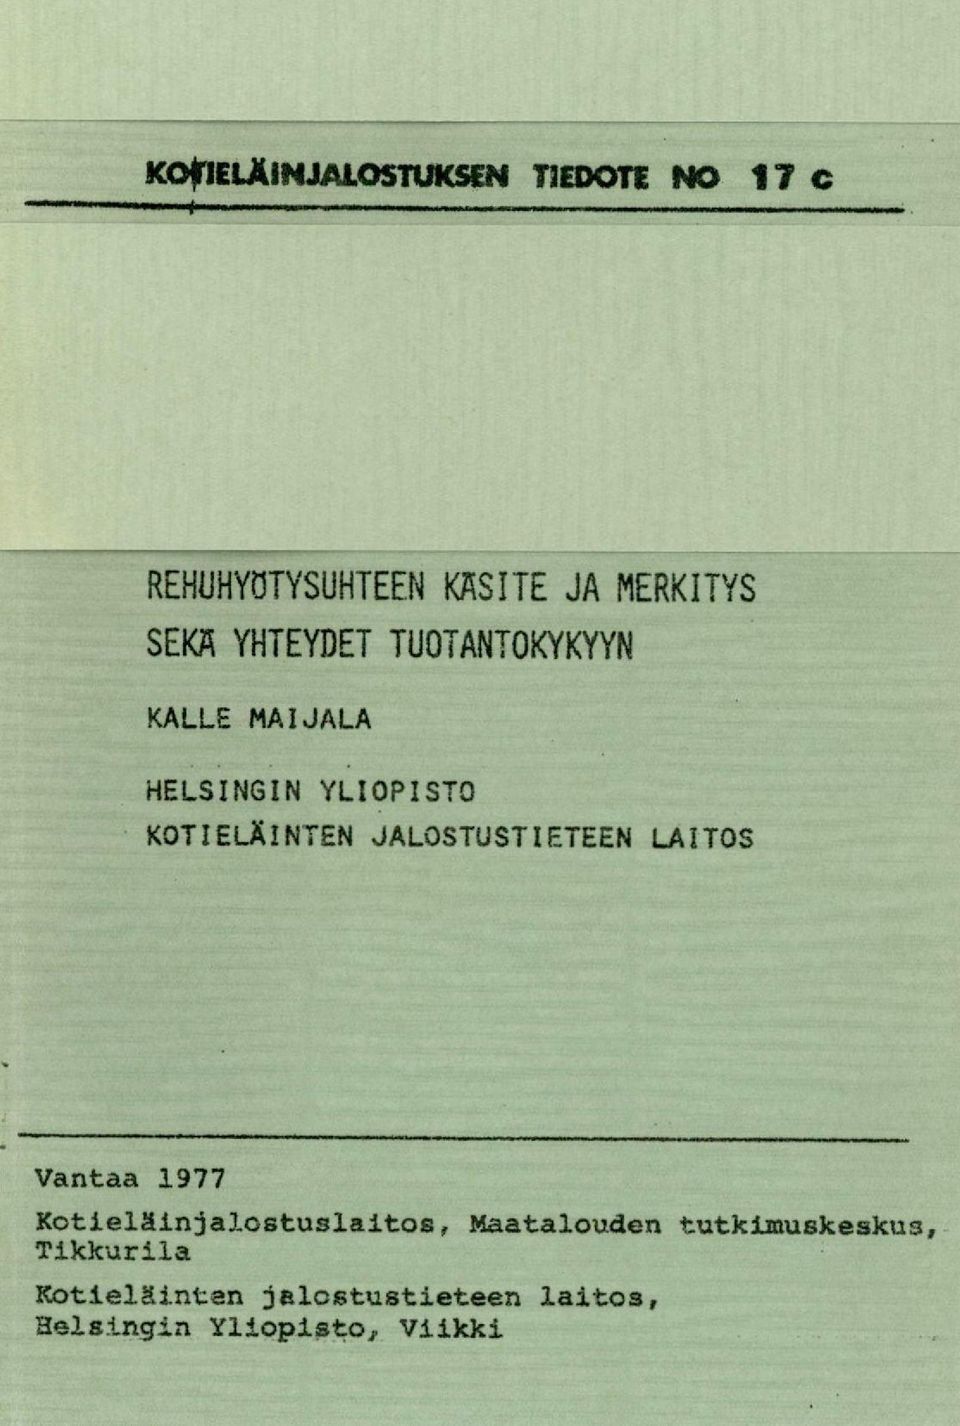 KOTIELÄINJALOSTUKSEN TIEDOTE NO 17 c
REHUHYÖTYSUHTEEN KÄSITE JA MERKITYS
SEKÄ YHTEYDET TUOTANTOKYKYYN
KALLE MAIJALA
HELSINGIN YLIOPISTO
KOTIELÄINTEN JALOSTUSTIETEEN LAITOS
Vantaa 1977
Kotieläinjalostuslaitos, Maatalouden tutkimuskeskus,
Tikkurila
Kotieläinten jalostustieteen laitos,
Helsingin Yliopisto, Viikki